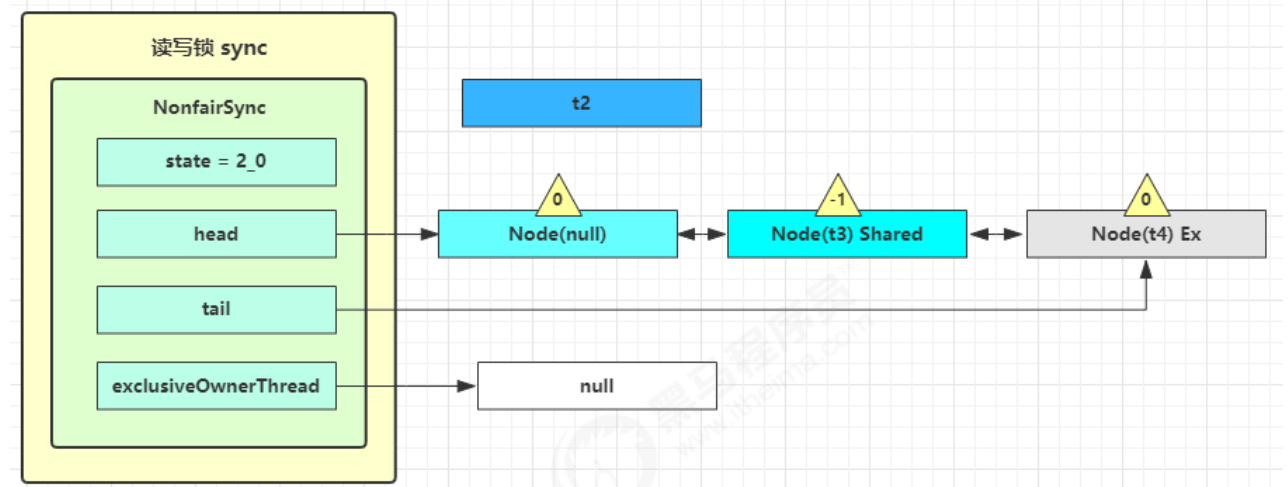 读写锁 sync
NonfairSync
t2
state = 2_0
0
-1
0
head
Node(null)
Node(t3) Shared
Node(t4) Ex
tail
exclusiveOwnerThread
null
黑马程序员
www.itheima.com